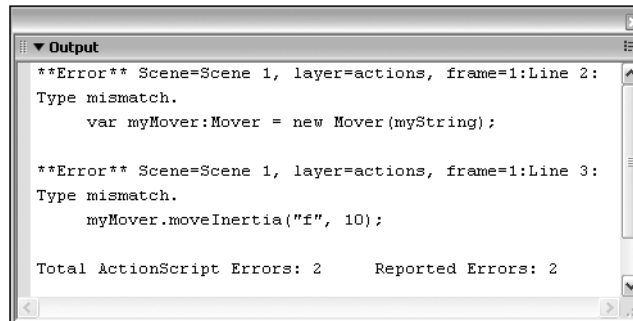 Output
**Error** Scene=Scene 1, layer=actions, frame=1:Line 2:
Type mismatch.
var myMover:Mover = new Mover(myString);
**Error** Scene=Scene 1, layer=actions, frame=1:Line 3:
Type mismatch.
myMover.moveInertia("f", 10);
Total ActionScript Errors: 2 Reported Errors: 2